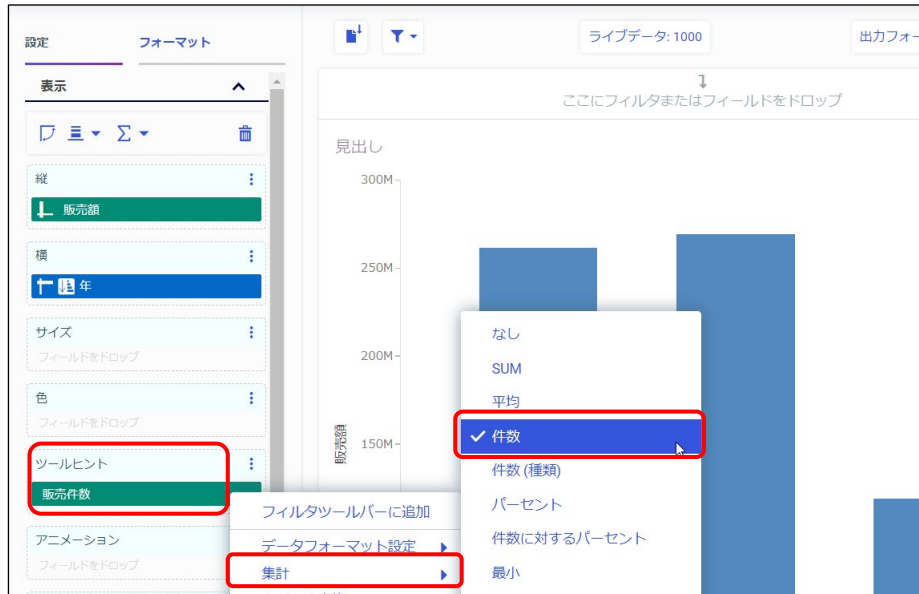 設定
フォーマット
表示
縦
販売額
横
年
サイズ
フィールドをドロップ
色
フィールドをドロップ
ツールヒント
販売件数
アニメーション
フィールドをドロップ
ライブデータ: 1000
出力フォー
ここにフィルタまたはフィールドをドロップ
見出し
300M
250M
200M
150M
販売額
フィルタツールバーに追加
データフォーマット設定
集計
なし
SUM
平均
件数
件数 (種類)
パーセント
件数に対するパーセント
最小